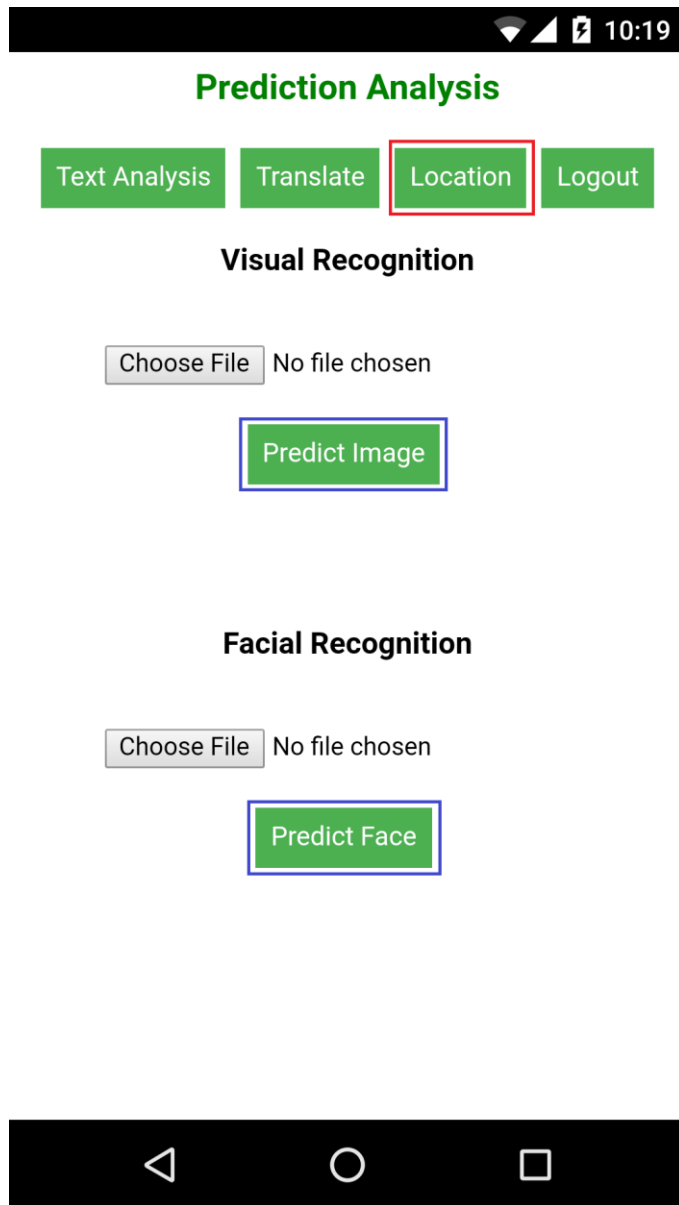 10:19
Prediction Analysis
Text Analysis Translate Location Logout
Visual Recognition
Choose File No file chosen
Predict Image
Facial Recognition
Choose File No file chosen
Predict Face